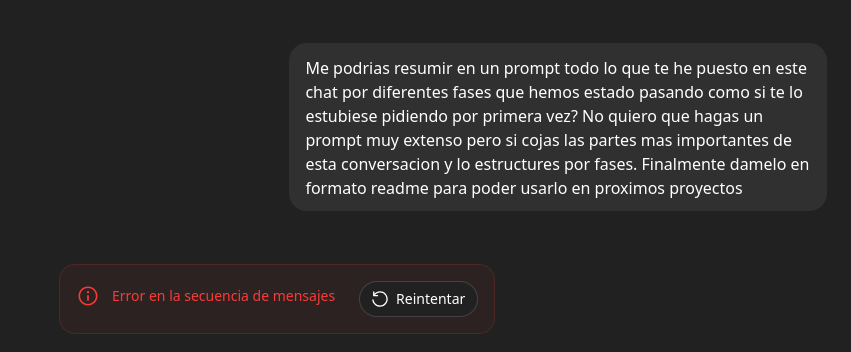 Me podrias resumir en un prompt todo lo que te he puesto en este
chat por diferentes fases que hemos estado pasando como si te lo
estubiese pidiendo por primera vez? No quiero que hagas un
prompt muy extenso pero si cojas las partes mas importantes de
esta conversacion y lo estructures por fases. Finalmente damelo en
formato readme para poder usarlo en proximos proyectos
Error en la secuencia de mensajes
Reintentar